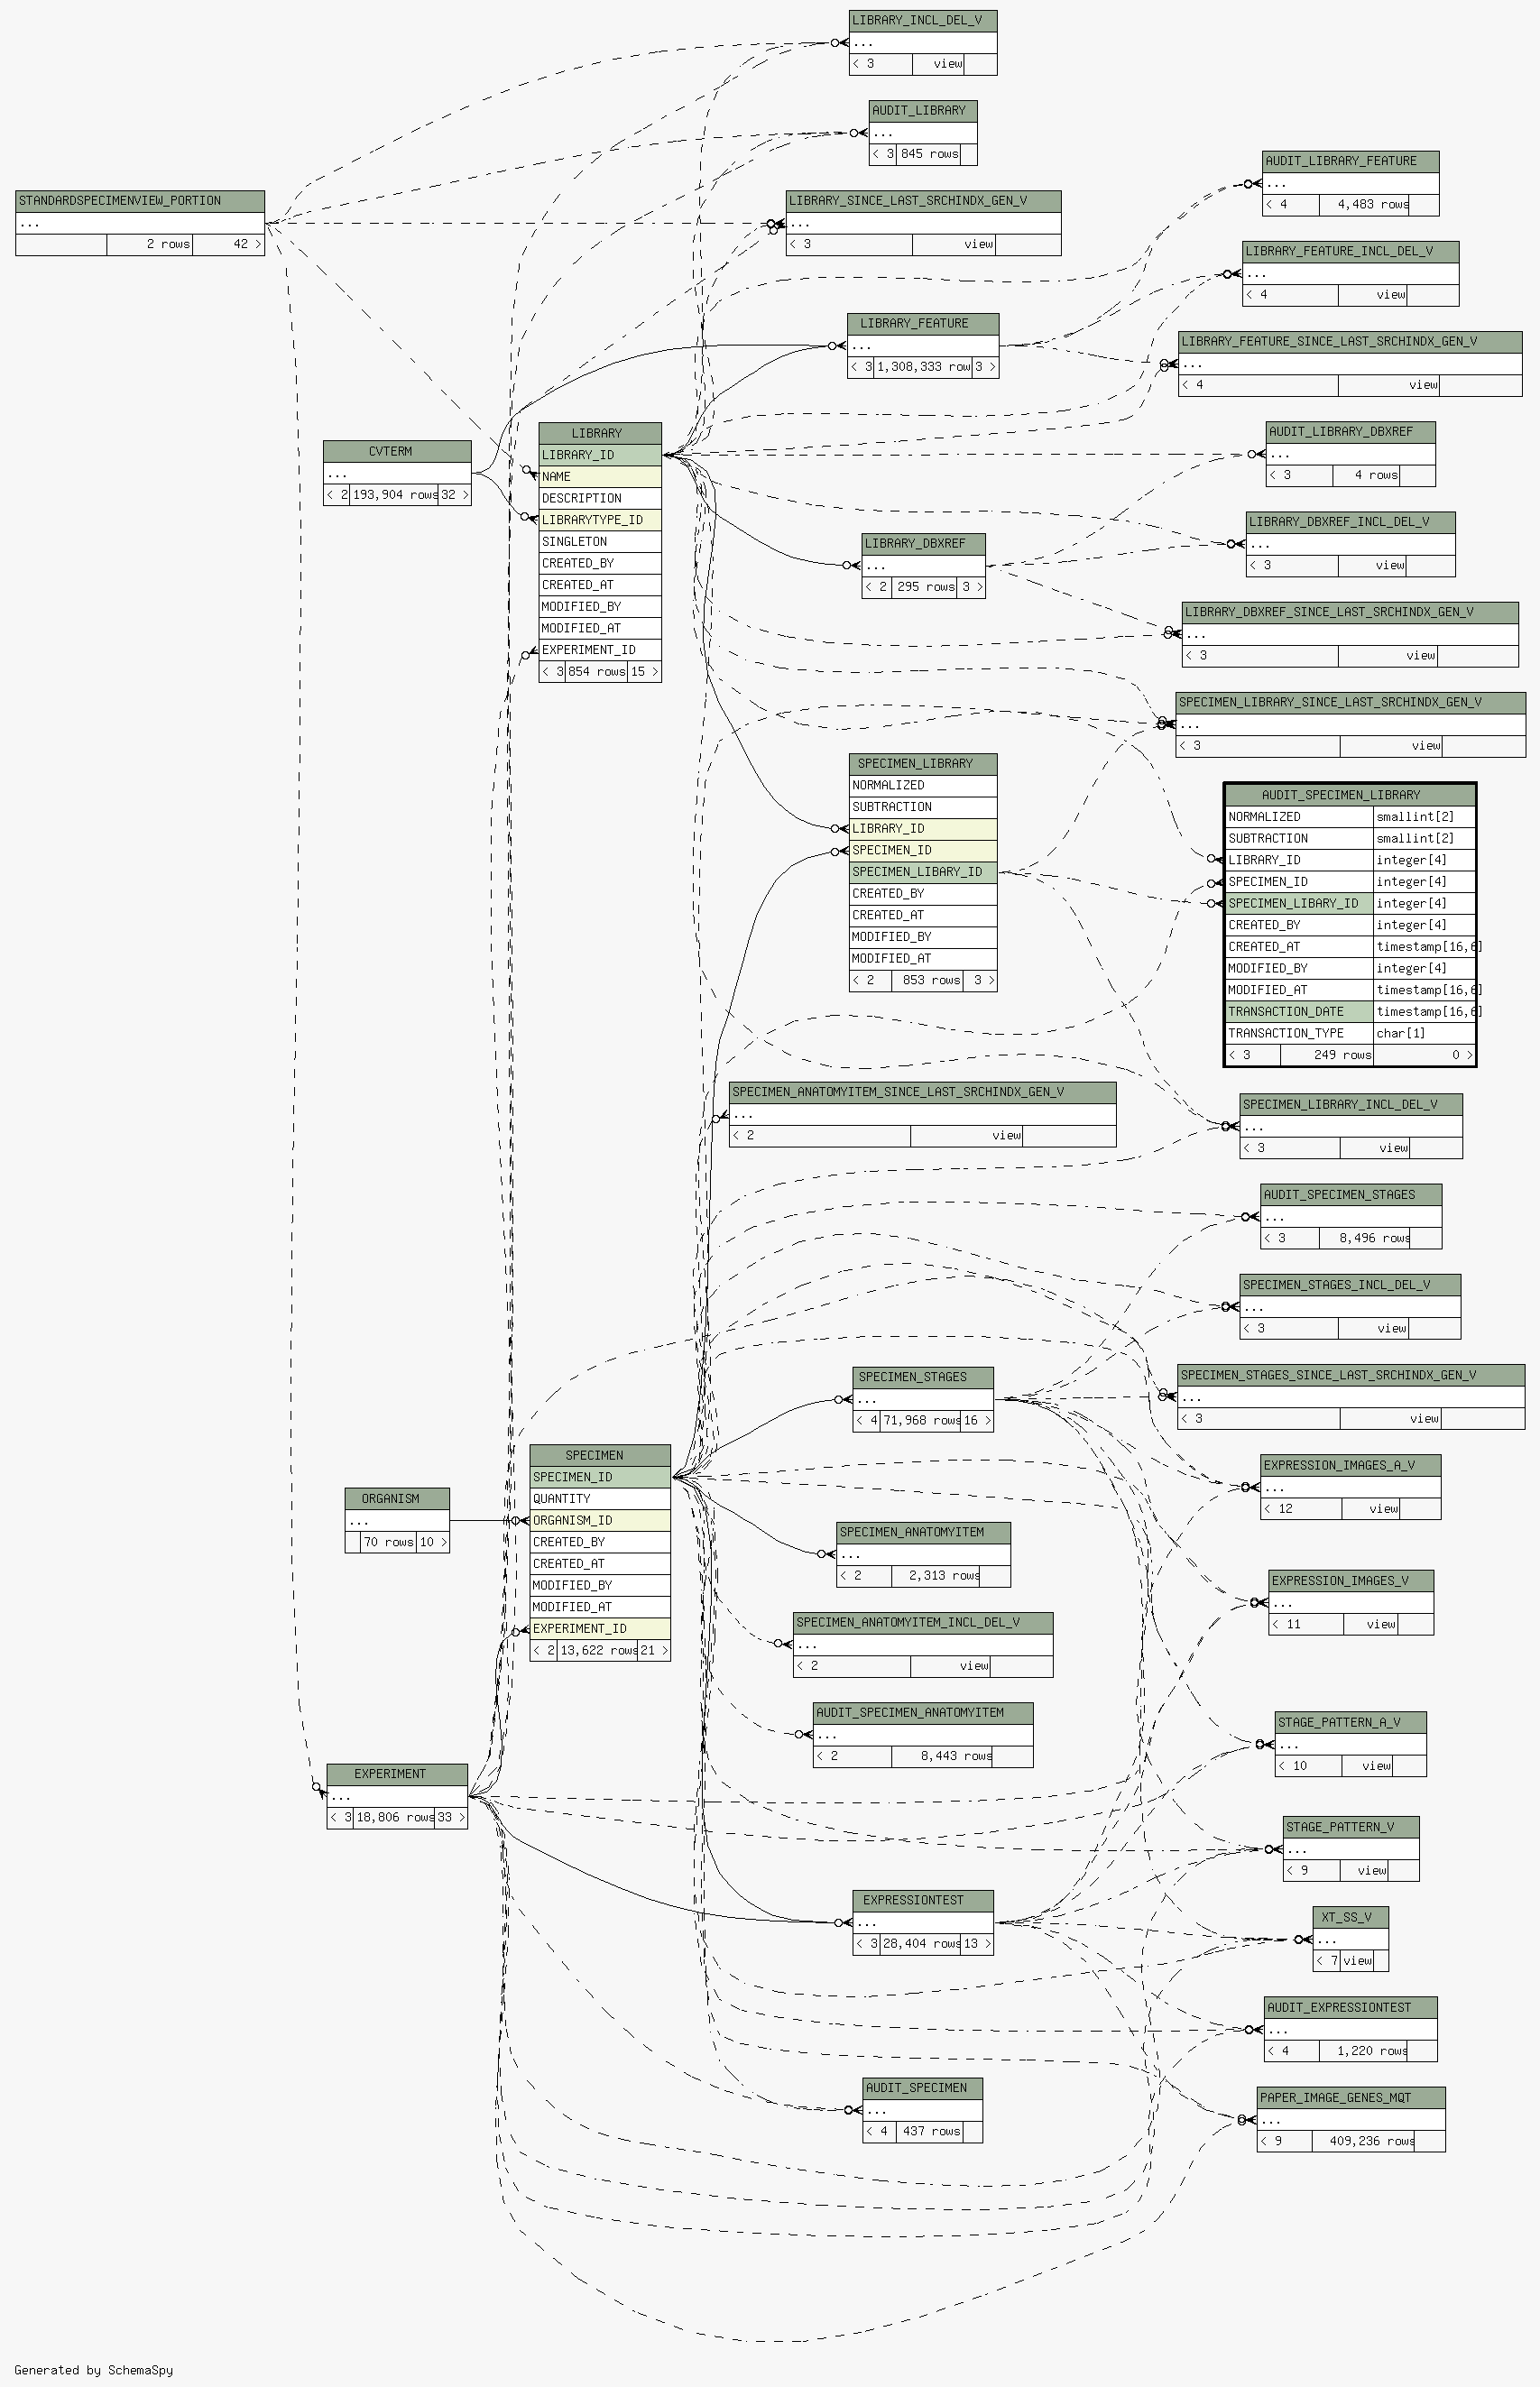 LIBRARY_INCL_DEL_V
...
< 3 view
AUDIT_LIBRARY
...
< 3 845 rows
AUDIT_LIBRARY_FEATURE
...
< 4 4,483 rows
STANDARDSPECIMENVIEW_PORTION
...
2 rows 42 >
LIBRARY_SINCE_LAST_SRCHINDX_GEN_V
...
< 3 view
LIBRARY_FEATURE_INCL_DEL_V
...
< 4 view
LIBRARY_FEATURE
...
< 3 1,308,333 row 3 >
LIBRARY_FEATURE_SINCE_LAST_SRCHINDX_GEN_V
...
< 4 view
CVTERM
...
< 2 193,904 rows 32 >
LIBRARY
LIBRARY_ID
NAME
DESCRIPTION
LIBRARYTYPE_ID
SINGLETON
CREATED_BY
CREATED_AT
MODIFIED_BY
MODIFIED_AT
EXPERIMENT_ID
< 3 854 rows 15 >
AUDIT_LIBRARY_DBXREF
...
< 3 4 rows
LIBRARY_DBXREF
...
< 2 295 rows 3 >
LIBRARY_DBXREF_INCL_DEL_V
...
< 3 view
LIBRARY_DBXREF_SINCE_LAST_SRCHINDX_GEN_V
...
< 3 view
SPECIMEN_LIBRARY_SINCE_LAST_SRCHINDX_GEN_V
...
< 3 view
SPECIMEN_LIBRARY
NORMALIZED
SUBTRACTION
LIBRARY_ID
SPECIMEN_ID
SPECIMEN_LIBARY_ID
CREATED_BY
CREATED_AT
MODIFIED_BY
MODIFIED_AT
< 2 853 rows 3 >
AUDIT_SPECIMEN_LIBRARY
NORMALIZED smallint[2]
SUBTRACTION smallint[2]
LIBRARY_ID integer[4]
SPECIMEN_ID integer[4]
SPECIMEN_LIBARY_ID integer[4]
CREATED_BY integer[4]
CREATED_AT timestamp[16,6]
MODIFIED_BY integer[4]
MODIFIED_AT timestamp[16,6]
TRANSACTION_DATE timestamp[16,6]
TRANSACTION_TYPE char[1]
< 3 249 rows 0 >
SPECIMEN_ANATOMYITEM_SINCE_LAST_SRCHINDX_GEN_V
...
< 2 view
SPECIMEN_LIBRARY_INCL_DEL_V
...
< 3 view
AUDIT_SPECIMEN_STAGES
...
< 3 8,496 rows
SPECIMEN_STAGES_INCL_DEL_V
...
< 3 view
SPECIMEN_STAGES
...
< 4 71,968 rows 16 >
SPECIMEN_STAGES_SINCE_LAST_SRCHINDX_GEN_V
...
< 3 view
SPECIMEN
SPECIMEN_ID
QUANTITY
ORGANISM_ID
CREATED_BY
CREATED_AT
MODIFIED_BY
MODIFIED_AT
EXPERIMENT_ID
< 2 13,622 rows 21 >
EXPRESSION_IMAGES_A_V
...
< 12 view
ORGANISM
...
70 rows 10 >
SPECIMEN_ANATOMYITEM
...
< 2 2,313 rows
EXPRESSION_IMAGES_V
...
< 11 view
SPECIMEN_ANATOMYITEM_INCL_DEL_V
...
< 2 view
AUDIT_SPECIMEN_ANATOMYITEM
...
< 2 8,443 rows
STAGE_PATTERN_A_V
...
< 10 view
EXPERIMENT
...
< 3 18,806 rows 33 >
STAGE_PATTERN_V
...
< 9 view
EXPRESSIONTEST
...
< 3 28,404 rows 13 >
XT_SS_V
...
< 7 view
AUDIT_EXPRESSIONTEST
...
< 4 1,220 rows
AUDIT_SPECIMEN
...
< 4 437 rows
PAPER_IMAGE_GENES_MQT
...
< 9 409,236 rows
Generated by SchemaSpy